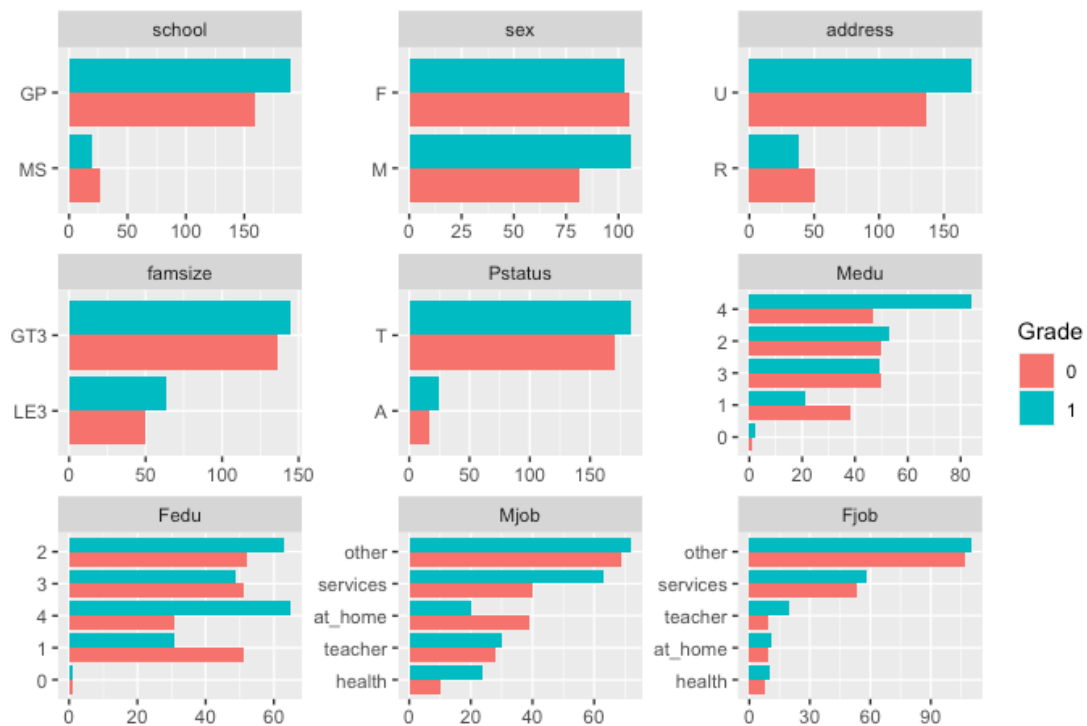 school
GP
MS
0 50 100 150
sex
F
M
0 25 50 75 100
address
U
R
0 50 100 150
famsize
GT3
LE3
0 50 100 150
Pstatus
T
A
0 50 100 150
Medu
4
2
3
1
0
0 20 40 60 80
Fedu
2
3
4
1
0
0 20 40 60
Mjob
other
services
at_home
teacher
health
0 20 40 60
Fjob
other
services
teacher
at_home
health
0 30 60 90
Grade
0
1